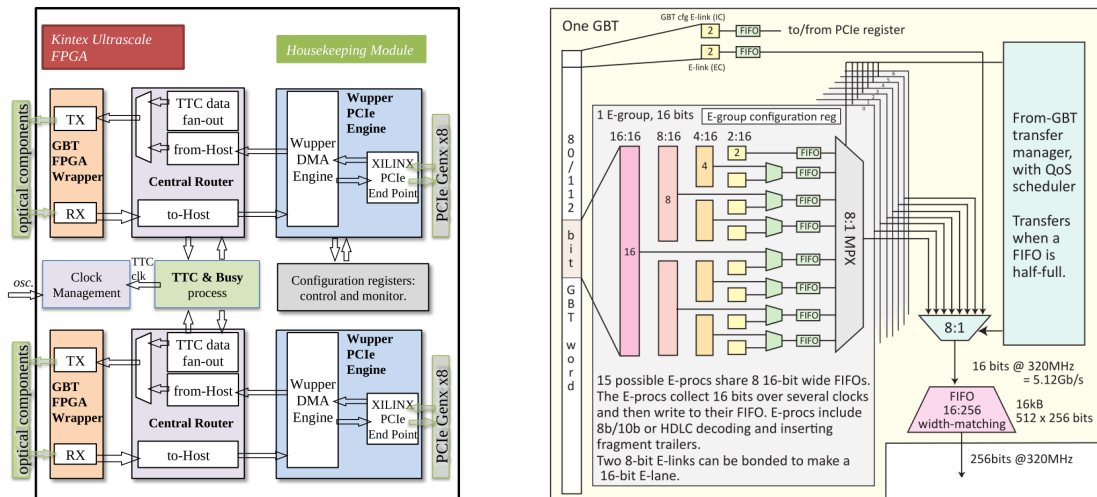 Kintex Ultrascale
FPGA
Housekeeping Module
optical components
TX
GBT
FPGA
Wrapper
RX
TTC data
fan-out
from-Host
Central Router
to-Host
Wupper
DMA
Engine
Wupper
PCIe
Engine
XILINX
PCIe
End Point
PCIe Genx x8
osc.
Clock
Management
TTC
clk
TTC & Busy
process
Configuration registers:
control and monitor.
optical components
TX
GBT
FPGA
Wrapper
RX
TTC data
fan-out
from-Host
Central Router
to-Host
Wupper
DMA
Engine
Wupper
PCIe
Engine
XILINX
PCIe
End Point
PCIe Genx x8
One GBT
GBT cfg E-link (IC)
2
FIFO
to/from PCIe register
2
FIFO
E-link (EC)
80/112 bit GBT word
1 E-group, 16 bits
E-group configuration reg
16:16
8:16
4:16
2:16
16
8
4
2
FIFO
FIFO
FIFO
FIFO
FIFO
FIFO
FIFO
FIFO
8:1 MPX
From-GBT
transfer
manager,
with QoS
scheduler
Transfers
when a
FIFO is
half-full.
8:1
16 bits @ 320MHz
= 5.12Gb/s
FIFO
16:256
width-matching
16kB
512 x 256 bits
256bits @320MHz
15 possible E-procs share 8 16-bit wide FIFOs.
The E-procs collect 16 bits over several clocks
and then write to their FIFO. E-procs include
8b/10b or HDLC decoding and inserting
fragment trailers.
Two 8-bit E-links can be bonded to make a
16-bit E-lane.